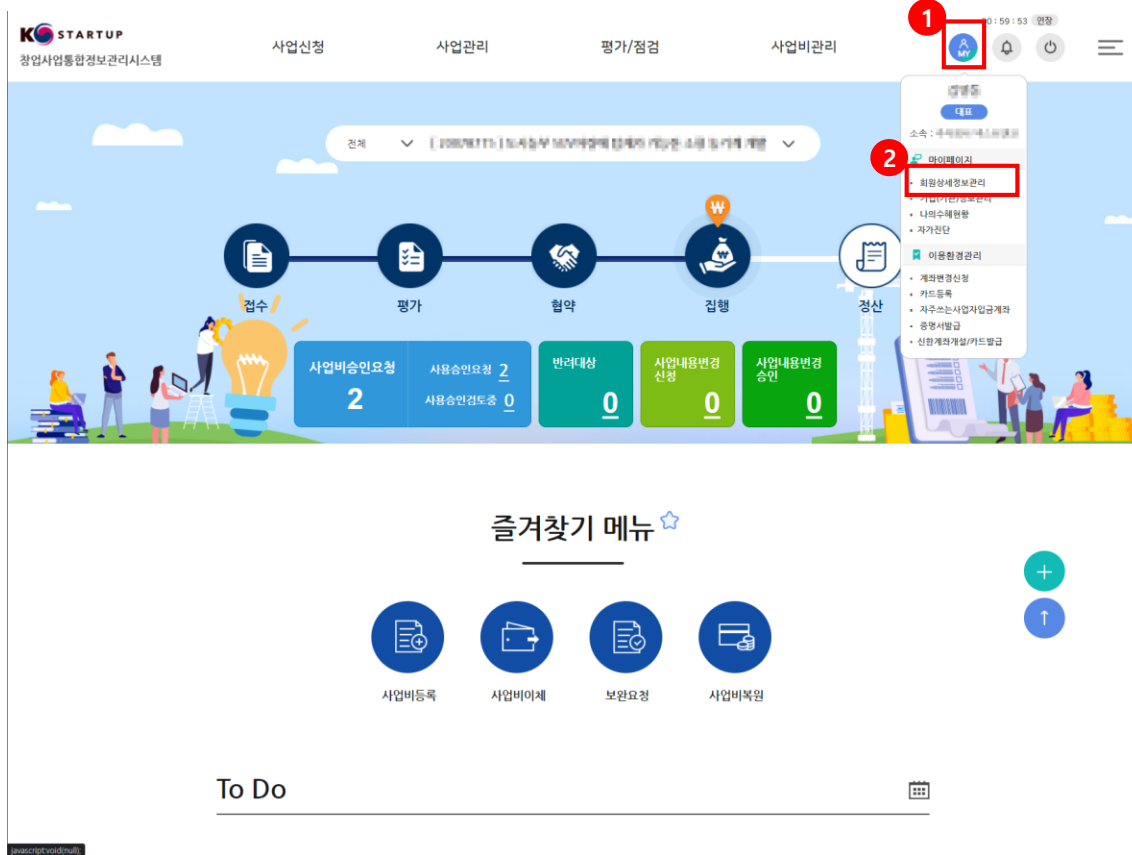 1
00 : 59 : 53 연장
K STARTUP
창업사업통합정보관리시스템
사업신청 사업관리 평가/점검 사업비관리
MY
대표
소속 :
전체
2
마이페이지
회원상세정보관리
기업(기관)정보관리
나의수혜현황
자가진단
이용환경관리
계좌변경신청
카드등록
자주쓰는사업자입금계좌
증명서발급
신한계좌개설/카드발급
₩
접수 평가 협약 집행 정산
사업비승인요청
2
사용승인요청 2
사용승인검토중 0
반려대상
0
사업내용변경
신청
0
사업내용변경
승인
0
즐겨찾기 메뉴
사업비등록 사업비이체 보완요청 사업비복원
To Do
javascript:void(null);